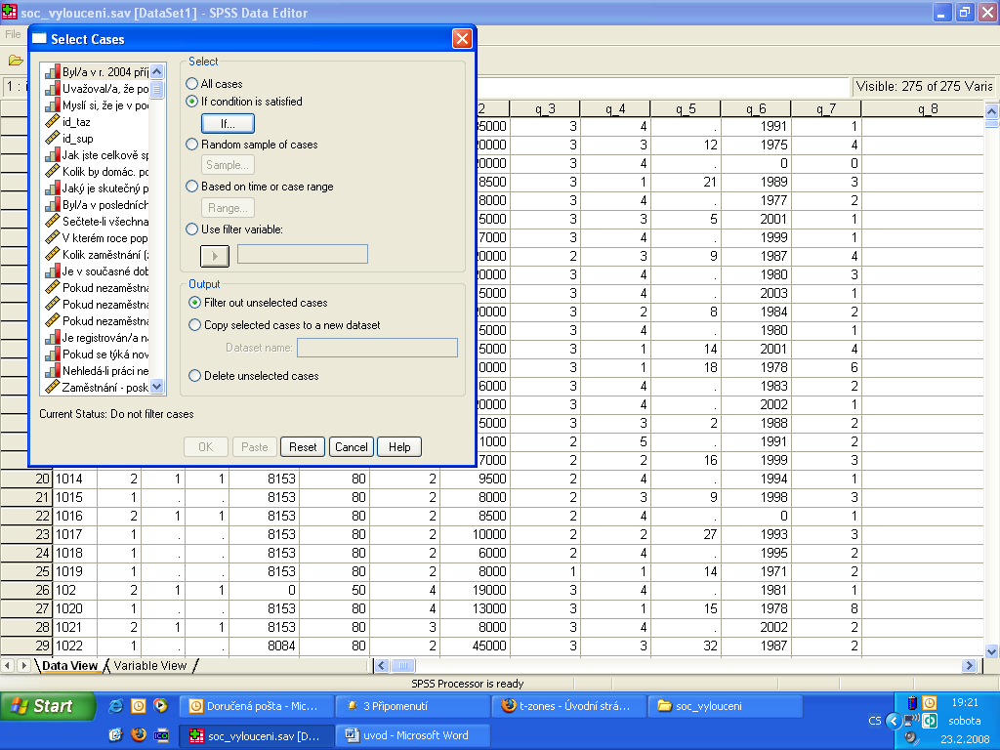 soc_vylouceni.sav [DataSet1] - SPSS Data Editor
File
Select Cases
1 :
Visible: 275 of 275 Varia
Byl/a v r. 2004 příj
Uvažoval/a, že po
Myslí si, že je v po
id_taz
id_sup
Jak jste celkově sp
Kolik by domác. po
Jaký je skutečný p
Byl/a v posledních
Sečtete-li všechna
V kterém roce pop
Kolik zaměstnání (
Je v současné dob
Pokud nezaměstna
Pokud nezaměstna
Pokud nezaměstna
Je registrován/a n
Pokud se týká nov
Nehledá-li práci ne
Zaměstnání - posk
Select
All cases
If condition is satisfied
If...
Random sample of cases
Sample...
Based on time or case range
Range...
Use filter variable:
Output
Filter out unselected cases
Copy selected cases to a new dataset
Dataset name:
Delete unselected cases
Current Status: Do not filter cases
OK Paste Reset Cancel Help
2 q_3 q_4 q_5 q_6 q_7 q_8
5000 3 4 . 1991 1
0000 3 3 12 1975 4
0000 3 4 . 0 0
8500 3 1 21 1989 3
8000 3 4 . 1977 2
5000 3 3 5 2001 1
7000 3 4 . 1999 1
0000 2 3 9 1987 4
0000 3 4 . 1980 3
5000 3 4 . 2003 1
0000 3 2 8 1984 2
5000 3 4 . 1980 1
5000 3 1 14 2001 4
0000 3 1 18 1978 6
6000 3 4 . 1983 2
0000 3 4 . 2002 1
5000 3 3 2 1988 2
1000 2 5 . 1991 2
7000 2 2 16 1999 3
20 1014 2 1 1 8153 80 2 9500 2 4 . 1994 1
21 1015 1 . . 8153 80 2 8000 2 3 9 1998 3
22 1016 2 1 1 8153 80 2 8500 2 4 . 0 1
23 1017 1 . . 8153 80 2 10000 2 2 27 1993 3
24 1018 1 . . 8153 80 2 6000 2 4 . 1995 2
25 1019 1 . . 8153 80 2 8000 1 1 14 1971 2
26 102 2 1 1 0 50 4 19000 3 4 . 1981 1
27 1020 1 . . 8153 80 4 13000 3 1 15 1978 8
28 1021 2 1 1 8153 80 3 8000 3 4 . 2002 2
29 1022 1 . . 8084 80 2 45000 3 3 32 1987 2
Data View Variable View
SPSS Processor is ready
Start
Doručená pošta - Mic...
3 Připomenutí
t-zones - Úvodní strá...
soc_vylouceni
soc_vylouceni.sav [D...
uvod - Microsoft Word
CS
19:21
sobota
23.2.2008